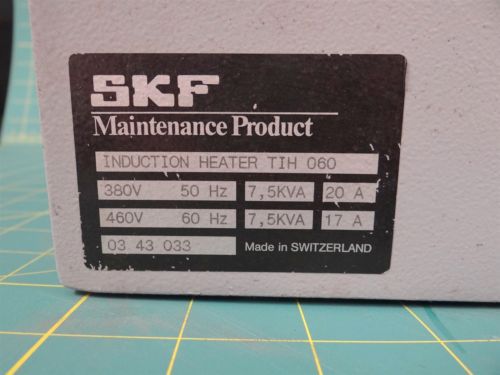 SKF
Maintenance Product
INDUCTION HEATER TIH 060
380V 50 Hz 7,5KVA 20 A
460V 60 Hz 7,5KVA 17 A
03 43 033 Made in SWITZERLAND